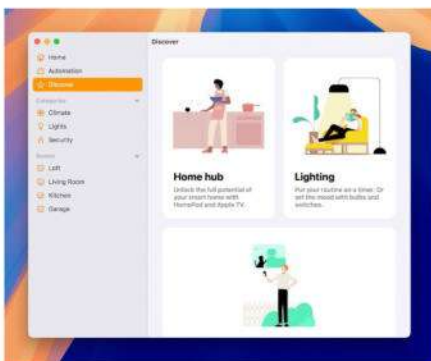 Discover
Home
Automation
Discover
Categories
Climate
Lights
Security
Rooms
Loft
Living Room
Kitchen
Garage
Home hub
Unlock the full potential of
your smart home with
HomePod and Apple TV.
Lighting
Put your routine on a timer. Or
set the mood with bulbs and
switches.